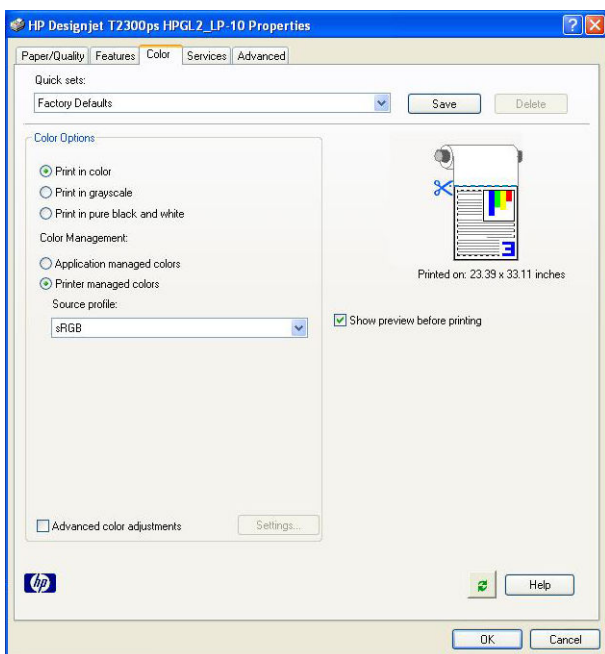 HP Designjet T2300ps HPGL2_LP-10 Properties
Paper/Quality Features Color Services Advanced
Quick sets:
Factory Defaults
Save
Delete
Color Options
Print in color
Print in grayscale
Print in pure black and white
Color Management:
Application managed colors
Printer managed colors
Source profile:
sRGB
Advanced color adjustments
Settings...
3
Printed on: 23.39 x 33.11 inches
Show preview before printing
hp
Help
OK
Cancel